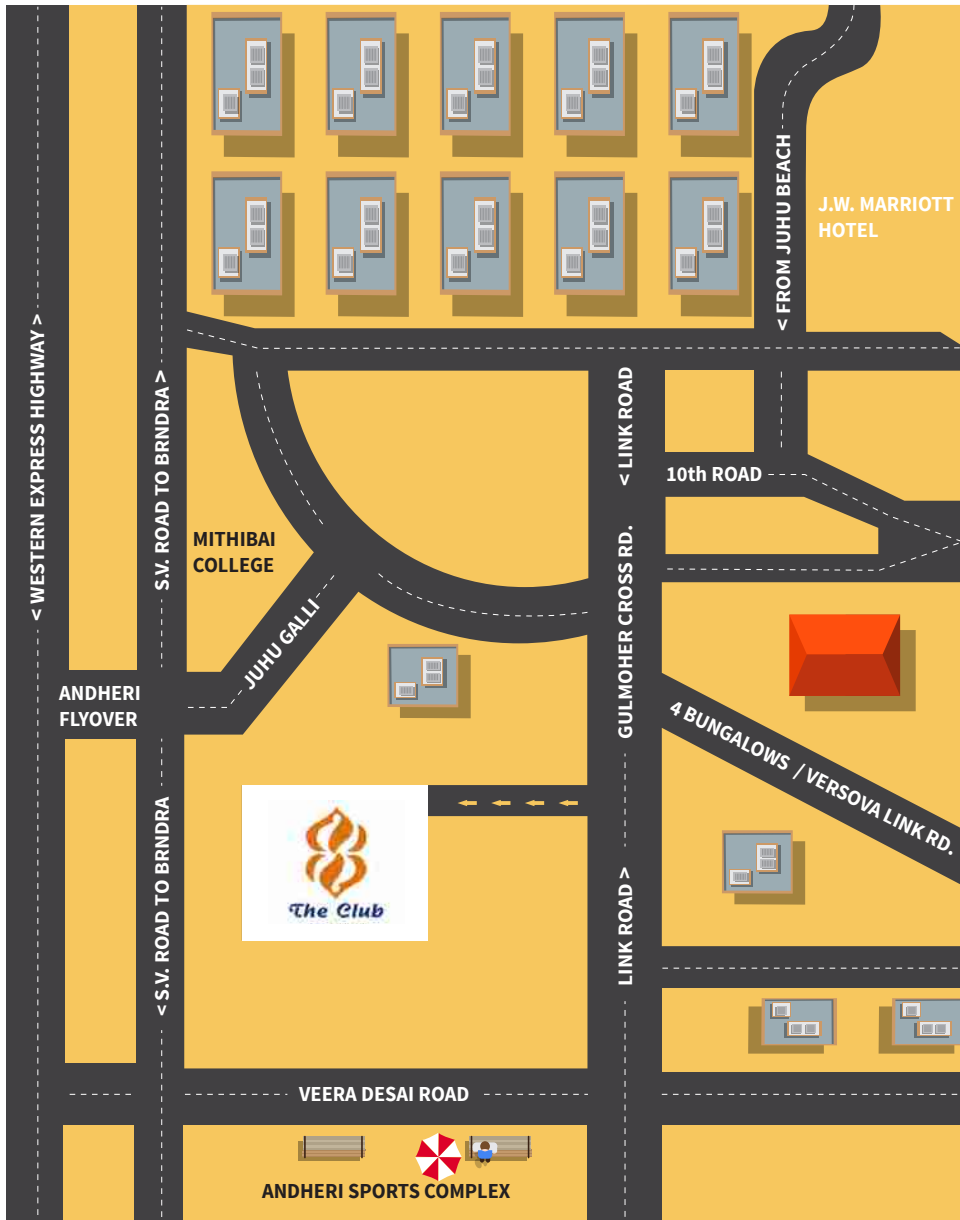 < FROM JUHU BEACH
J.W. MARRIOTT
HOTEL
< WESTERN EXPRESS HIGHWAY >
S.V. ROAD TO BRNDRA >
< LINK ROAD
10th ROAD
MITHIBAI
COLLEGE
GULMOHER CROSS RD.
JUHU GALLI
ANDHERI
FLYOVER
4 BUNGALOWS / VERSOVA LINK RD.
The Club
< S.V. ROAD TO BRNDRA
LINK ROAD >
VEERA DESAI ROAD
ANDHERI SPORTS COMPLEX